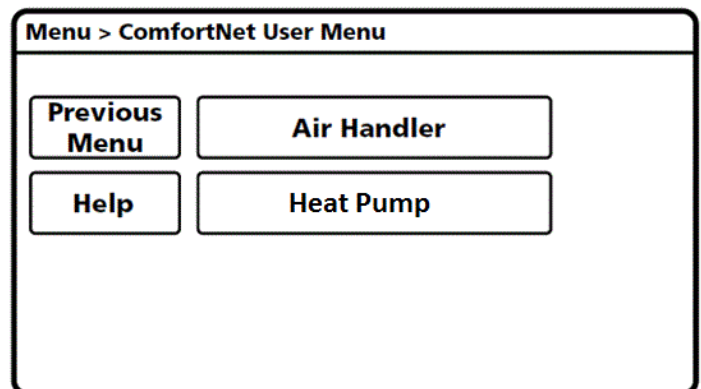 Menu > ComfortNet User Menu
Previous
Menu
Air Handler
Help
Heat Pump